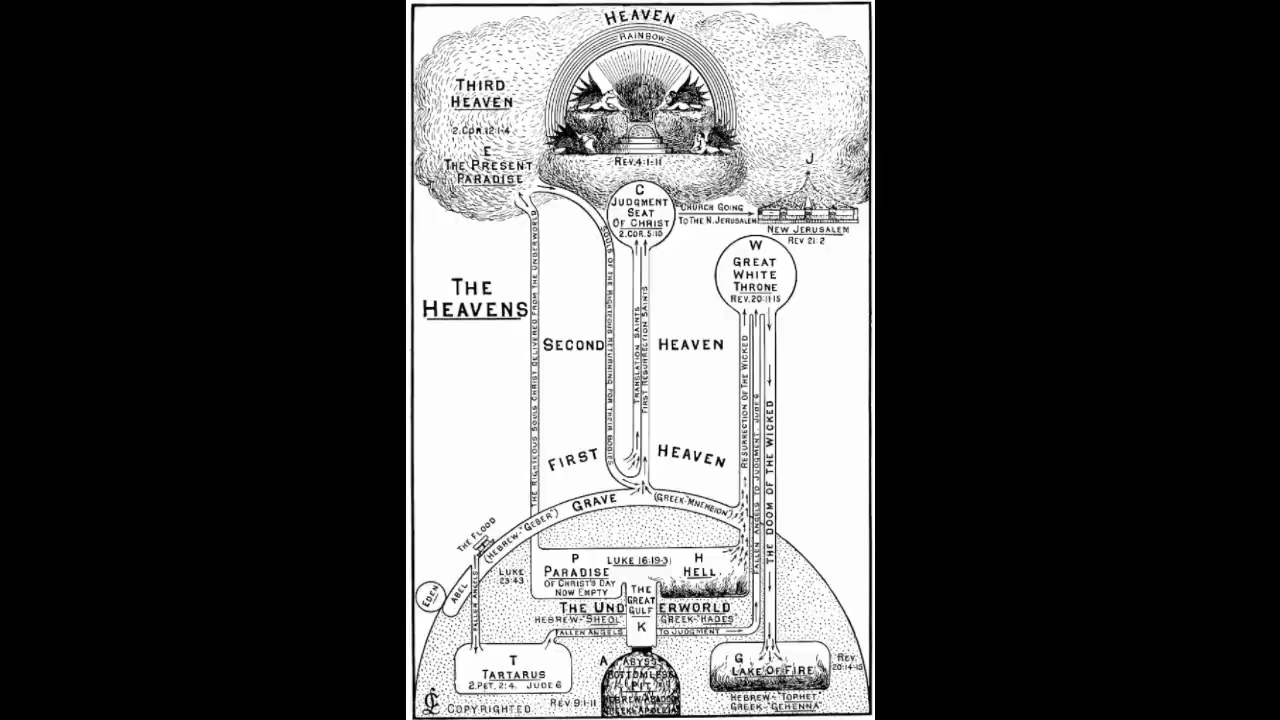 HEAVEN
RAINBOW
THIRD
HEAVEN
2.COR.12:1-4
E
THE PRESENT
PARADISE
REV.4:1-11
J
C
JUDGMENT
SEAT
OF CHRIST
2.COR.5:10
CHURCH GOING
TO THE N. JERUSALEM
NEW JERUSALEM
REV 21:2
W
GREAT
WHITE
THRONE
REV.20:11-15
THE
HEAVENS
THE RIGHTEOUS SOULS CHRIST DELIVERED FROM THE UNDERWORLD
SOULS OF THE RIGHTEOUS RETURNING FOR THEIR BODIES
TRANSLATION SAINTS
FIRST RESURRECTION SAINTS
SECOND HEAVEN
RESURRECTION OF THE WICKED
FALLEN ANGELS TO JUDGMENT. JUDE 6
THE DOOM OF THE WICKED
FIRST HEAVEN
(HEBREW-"GEBER") GRAVE (GREEK-"MNEMEION")
THE FLOOD
EDEN
ABEL
FALLEN ANGELS
LUKE
23:43
P
PARADISE
OF CHRIST'S DAY
NOW EMPTY
LUKE 16:19-31
H
HELL
THE
GREAT
GULF
K
THE UNDERWORLD
HEBREW-"SHEOL" GREEK-"HADES"
FALLEN ANGELS TO JUDGMENT
T
TARTARUS
2.PET. 2:4. JUDE 6
A
ABYSS
BOTTOMLESS
PIT
REV 9:1-11
G
LAKE OF FIRE
REV.
20:14-15
HEBREW-"TOPHET"
GREEK-"GEHENNA"
COPYRIGHTED